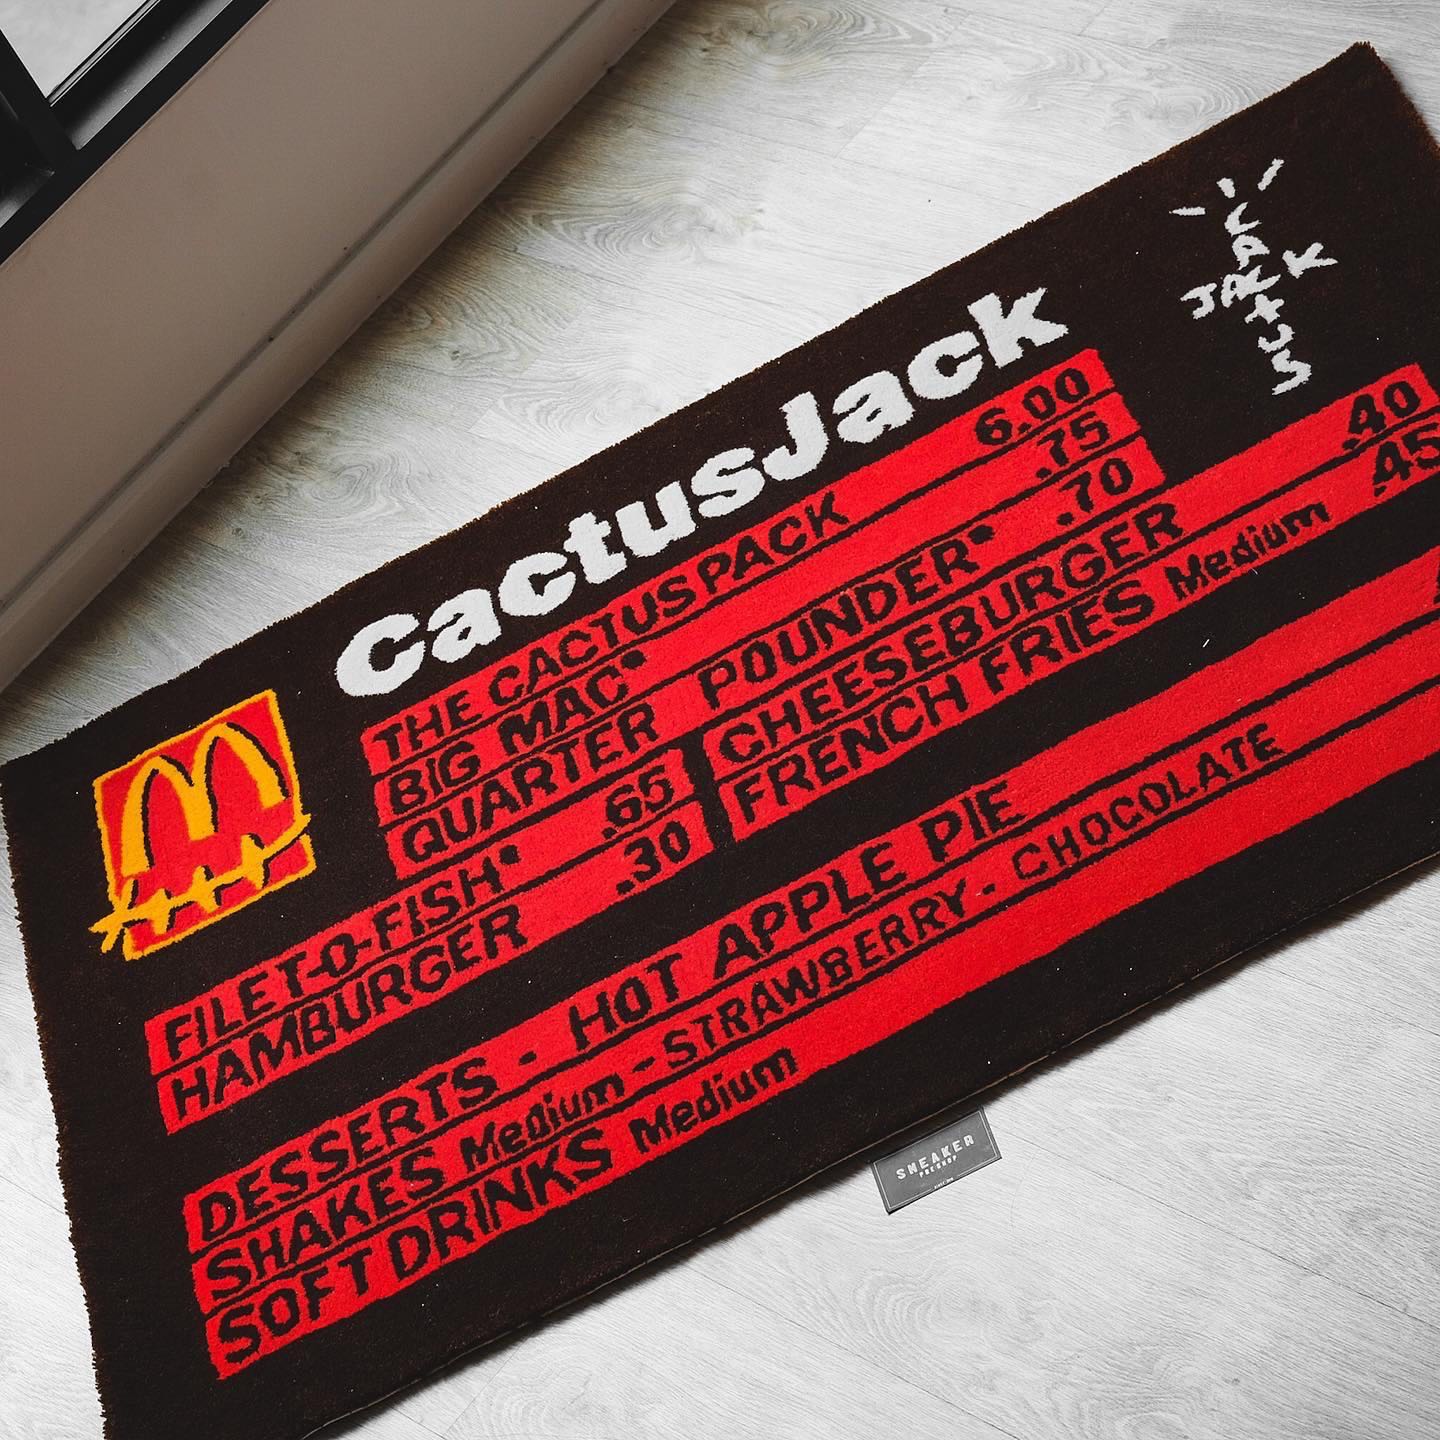 CactusJack
JACK
CACTUS
THE CACTUS PACK 6.00
BIG MAC* .75
QUARTER POUNDER* .70
FILET-O-FISH* .65
CHEESEBURGER .40
HAMBURGER .30
FRENCH FRIES Medium .45
DESSERTS - HOT APPLE PIE
SHAKES Medium - STRAWBERRY - CHOCOLATE
SOFT DRINKS Medium
SNEAKER